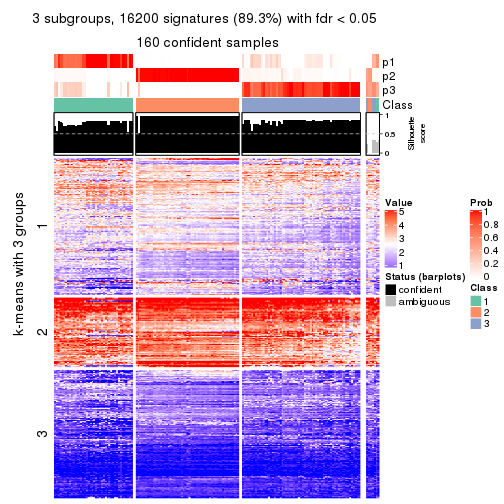 3 subgroups, 16200 signatures (89.3%) with fdr < 0.05
160 confident samples
p1
p2
p3
Class
1
0.5
0
Silhouette
score
k-means with 3 groups
1
2
3
Value
5
4
3
2
1
Status (barplots)
confident
ambiguous
Prob
1
0.8
0.6
0.4
0.2
0
Class
1
2
3